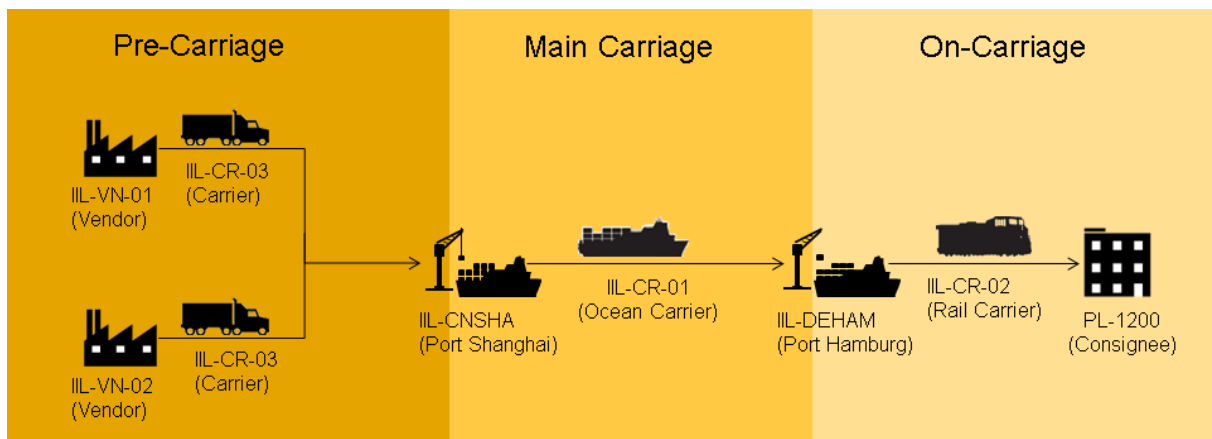 Pre-Carriage
Main Carriage
On-Carriage
IIL-VN-01
(Vendor)
IIL-CR-03
(Carrier)
IIL-VN-02
(Vendor)
IIL-CR-03
(Carrier)
IIL-CNSHA
(Port Shanghai)
IIL-CR-01
(Ocean Carrier)
IIL-DEHAM
(Port Hamburg)
IIL-CR-02
(Rail Carrier)
PL-1200
(Consignee)